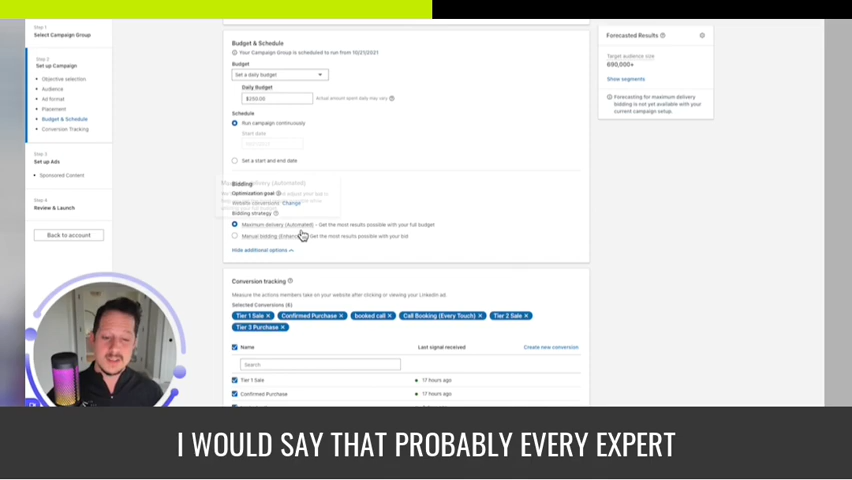 Step 1
Select Campaign Group
Step 2
Set up Campaign
Objective selection
Audience
Ad format
Placement
Budget & Schedule
Conversion Tracking
Step 3
Set up Ads
Sponsored Content
Step 4
Review & Launch
Back to account
Budget & Schedule
Your Campaign Group is scheduled to run from 10/21/2021
Budget
Set a daily budget
Daily Budget
$250.00
Actual amount spent daily may vary
Schedule
Run campaign continuously
Start date
Set a start and end date
Bidding
Optimization goal
Website conversions Change
Bidding strategy
Maximum delivery (Automated) - Get the most results possible with your full budget
Manual bidding (Enhanced) - Get the most results possible with your bid
Hide additional options
Conversion tracking
Measure the actions members take on your website after clicking or viewing your LinkedIn ad.
Selected Conversions (6)
Tier 1 Sale Confirmed Purchase booked call Call Booking (Every Touch) Tier 2 Sale
Tier 3 Purchase
Name Last signal received Create new conversion
Search
Tier 1 Sale 17 hours ago
Confirmed Purchase 17 hours ago
Forecasted Results
Target audience size
690,000+
Show segments
Forecasting for maximum delivery
bidding is not yet available with your
current campaign setup.
I WOULD SAY THAT PROBABLY EVERY EXPERT